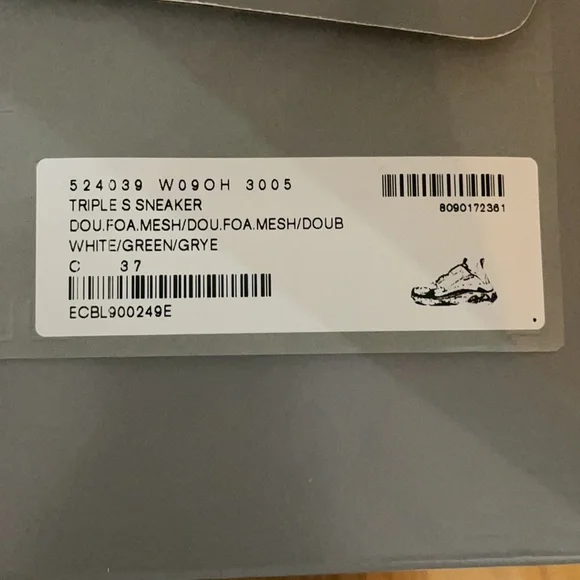 524039 W09OH 3005
TRIPLE S SNEAKER
DOU.FOA.MESH/DOU.FOA.MESH/DOUB
WHITE/GREEN/GRYE
C 37
ECBL900249E
8090172361